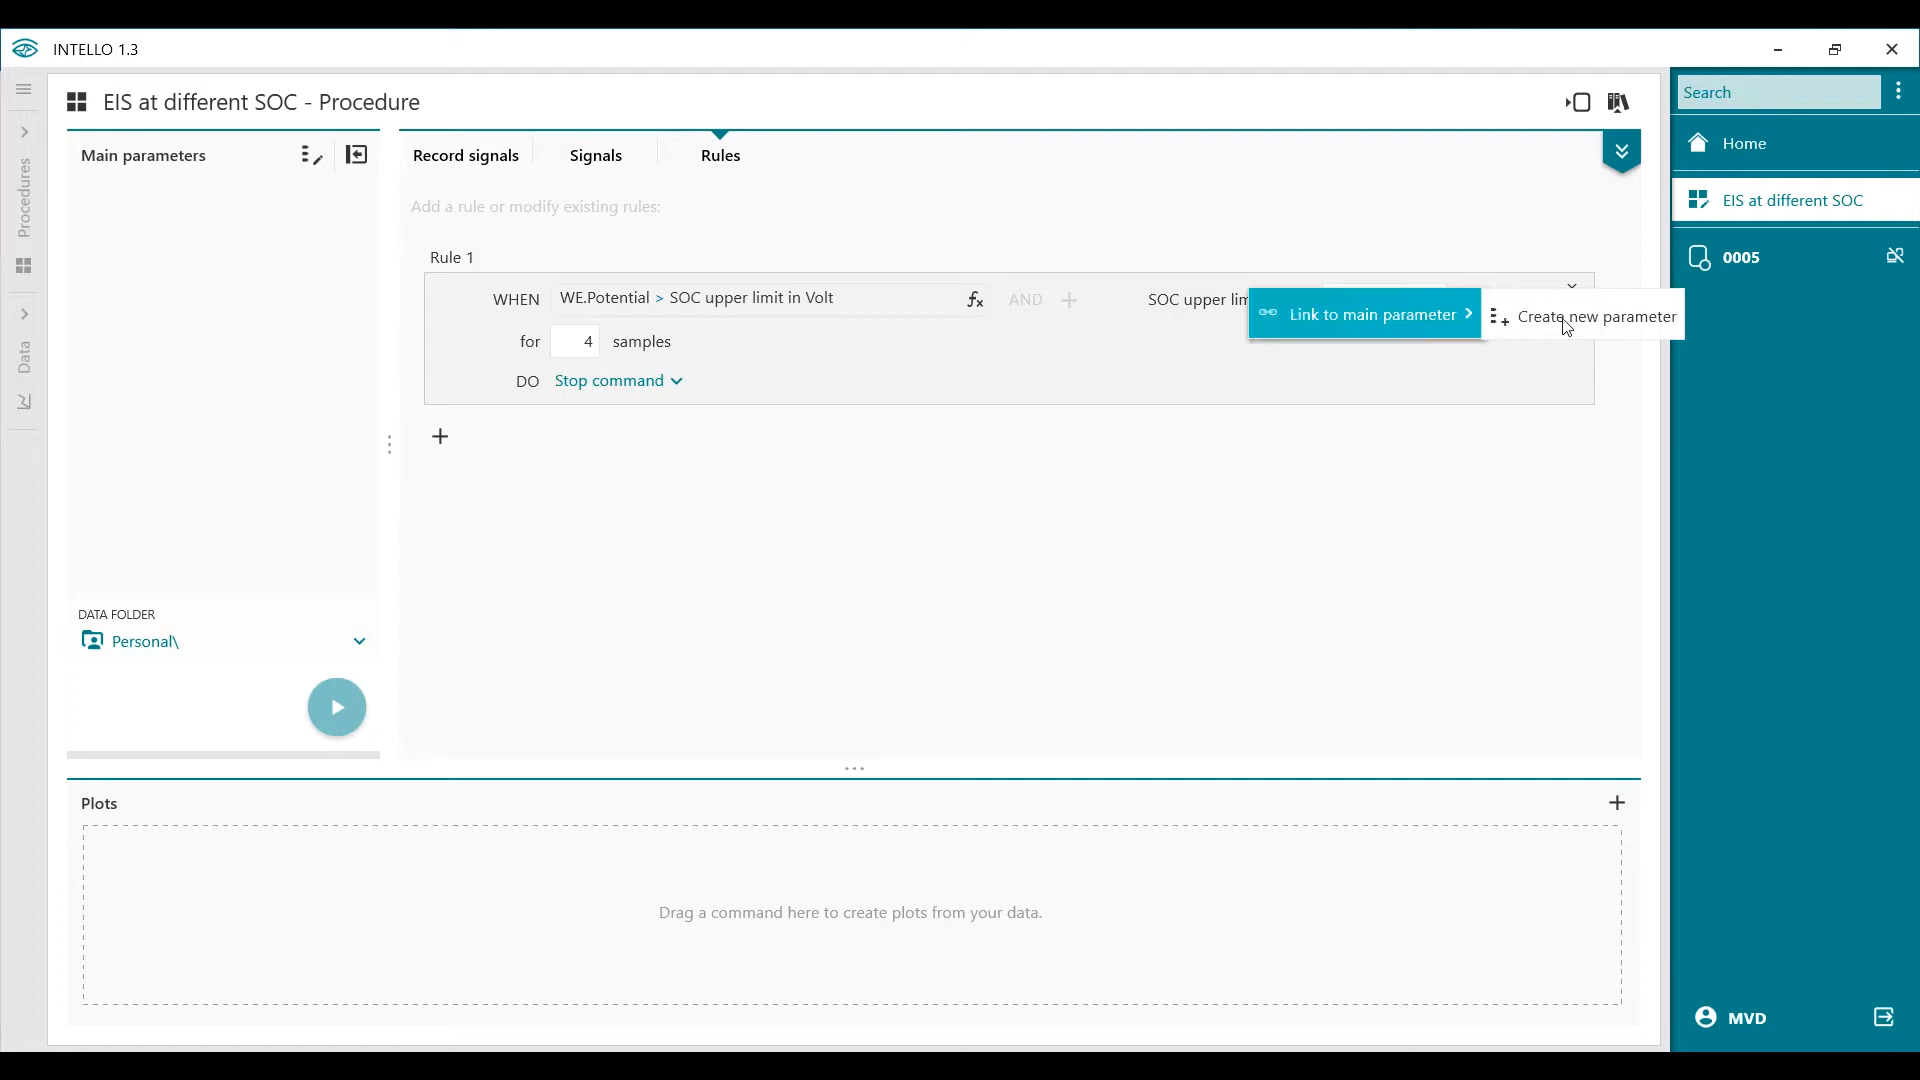 INTELLO 1.3
EIS at different SOC - Procedure
Search
Home
EIS at different SOC
0005
MVD
Procedures
Data
Main parameters
Record signals
Signals
Rules
Add a rule or modify existing rules:
Rule 1
WHEN WE.Potential > SOC upper limit in Volt fx AND + SOC upper lim
Link to main parameter
Create new parameter
for 4 samples
DO Stop command
DATA FOLDER
Personal\
Plots
Drag a command here to create plots from your data.